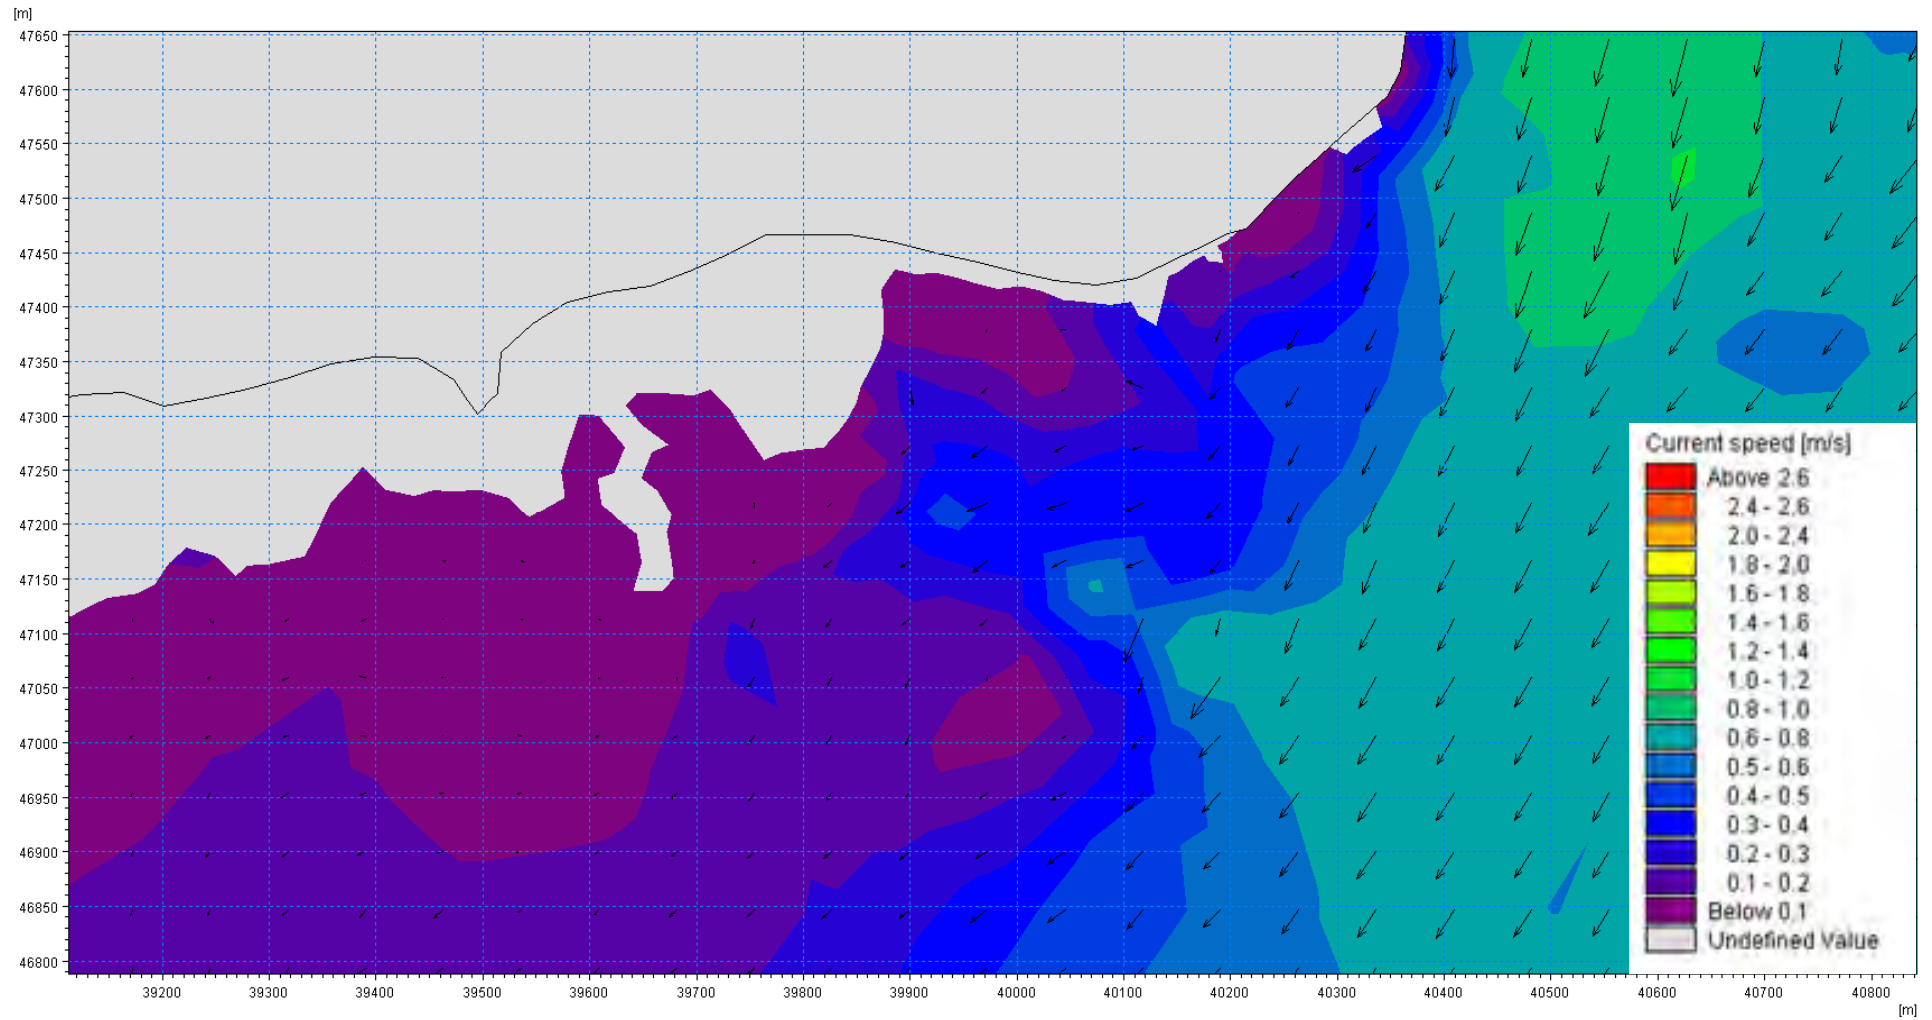 [m]
47650
47600
47550
47500
47450
47400
47350
47300
47250
47200
47150
47100
47050
47000
46950
46900
46850
46800
Current speed [m/s]
Above 2.6
2.4 - 2.6
2.0 - 2.4
1.8 - 2.0
1.6 - 1.8
1.4 - 1.6
1.2 - 1.4
1.0 - 1.2
0.8 - 1.0
0.6 - 0.8
0.5 - 0.6
0.4 - 0.5
0.3 - 0.4
0.2 - 0.3
0.1 - 0.2
Below 0.1
Undefined Value
39200 39300 39400 39500 39600 39700 39800 39900 40000 40100 40200 40300 40400 40500 40600 40700 40800
[m]